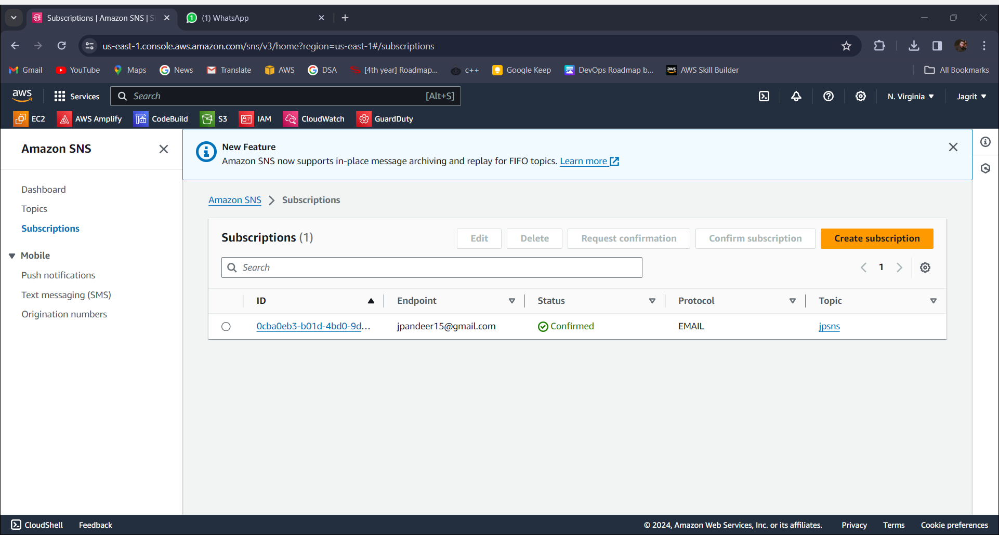 Subscriptions | Amazon SNS | S
(1) WhatsApp
us-east-1.console.aws.amazon.com/sns/v3/home?region=us-east-1#/subscriptions
Gmail YouTube Maps News Translate AWS DSA [4th year] Roadmap... c++ Google Keep DevOps Roadmap b... AWS Skill Builder All Bookmarks
aws Services Search [Alt+S] N. Virginia Jagrit
EC2 AWS Amplify CodeBuild S3 IAM CloudWatch GuardDuty
Amazon SNS
Dashboard
Topics
Subscriptions
Mobile
Push notifications
Text messaging (SMS)
Origination numbers
New Feature
Amazon SNS now supports in-place message archiving and replay for FIFO topics. Learn more
Amazon SNS Subscriptions
Subscriptions (1) Edit Delete Request confirmation Confirm subscription Create subscription
Search 1
ID Endpoint Status Protocol Topic
0cba0eb3-b01d-4bd0-9d... jpandeer15@gmail.com Confirmed EMAIL jpsns
CloudShell Feedback © 2024, Amazon Web Services, Inc. or its affiliates. Privacy Terms Cookie preferences